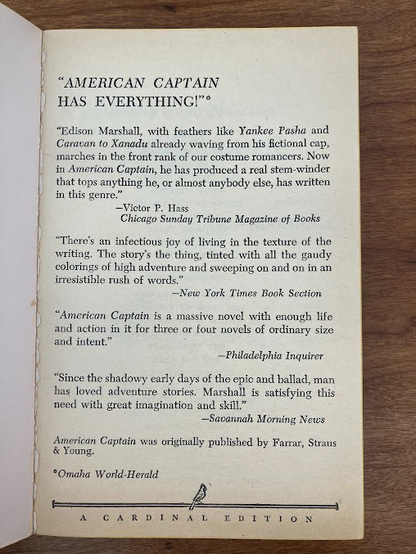 “AMERICAN CAPTAIN
HAS EVERYTHING!”*
“Edison Marshall, with feathers like Yankee Pasha and
Caravan to Xanadu already waving from his fictional cap,
marches in the front rank of our costume romancers. Now
in American Captain, he has produced a real stem-winder
that tops anything he, or almost anybody else, has written
in this genre.”
—Victor P. Hass
Chicago Sunday Tribune Magazine of Books
“There's an infectious joy of living in the texture of the
writing. The story's the thing, tinted with all the gaudy
colorings of high adventure and sweeping on and on in an
irresistible rush of words.”
—New York Times Book Section
“American Captain is a massive novel with enough life
and action in it for three or four novels of ordinary size
and intent.”
—Philadelphia Inquirer
“Since the shadowy early days of the epic and ballad, man
has loved adventure stories. Marshall is satisfying this
need with great imagination and skill.”
—Savannah Morning News
American Captain was originally published by Farrar, Straus
& Young.
*Omaha World-Herald
A CARDINAL EDITION